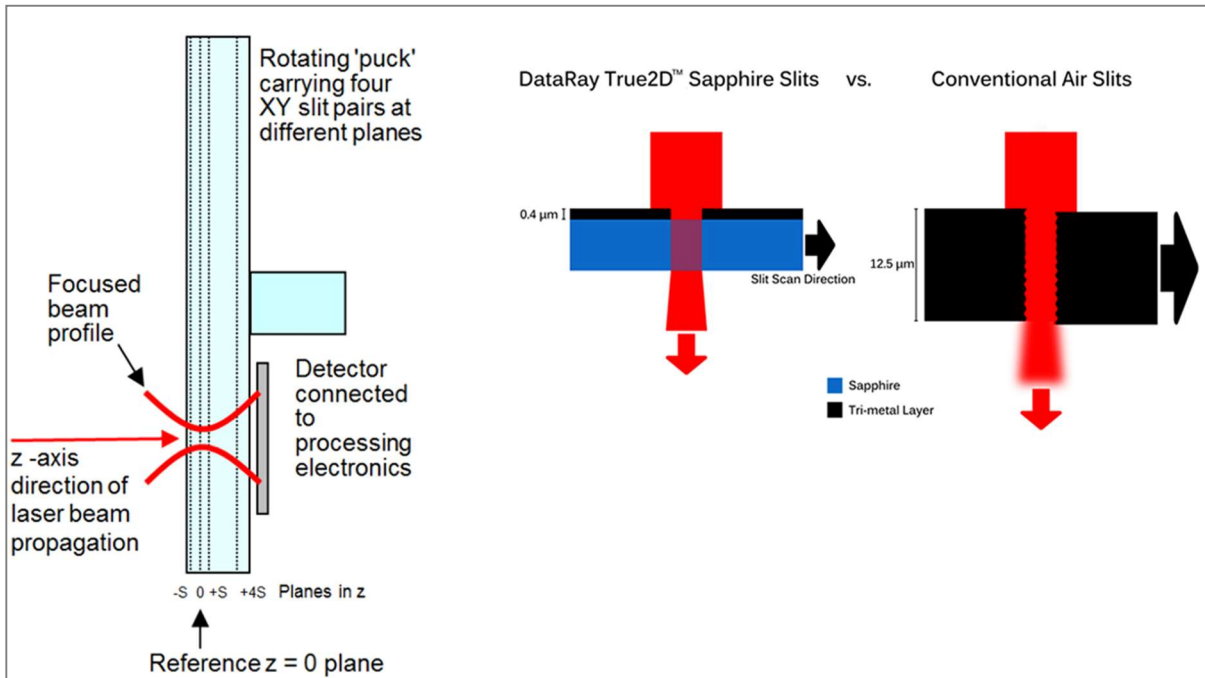 Rotating 'puck'
carrying four
XY slit pairs at
different planes
Focused
beam
profile
Detector
connected
to
processing
electronics
z -axis
direction of
laser beam
propagation
-S 0 +S +4S Planes in z
Reference z = 0 plane
DataRay True2D™ Sapphire Slits vs. Conventional Air Slits
0.4 µm
Slit Scan Direction
12.5 µm
Sapphire
Tri-metal Layer